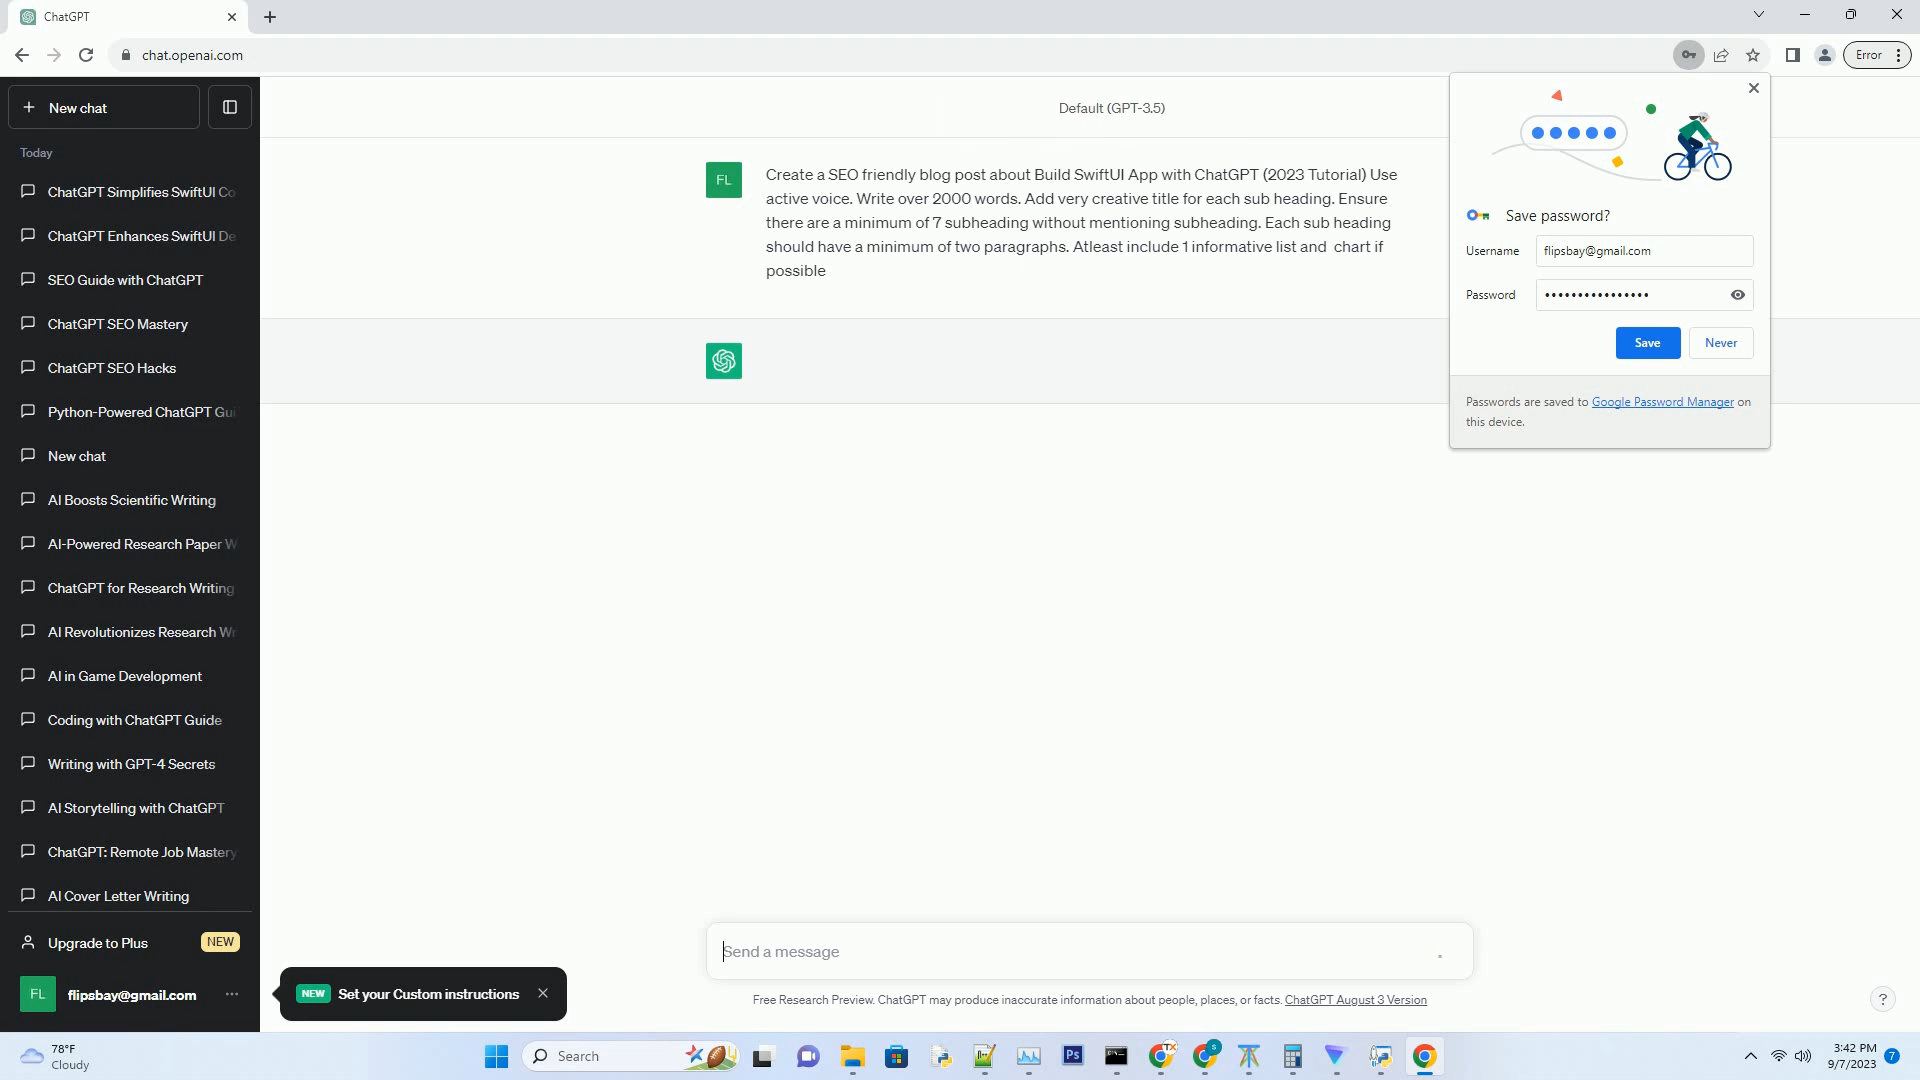 ChatGPT
chat.openai.com
Error
New chat
Default (GPT-3.5)
Today
ChatGPT Simplifies SwiftUI Co
ChatGPT Enhances SwiftUI De
SEO Guide with ChatGPT
ChatGPT SEO Mastery
ChatGPT SEO Hacks
Python-Powered ChatGPT Gui
New chat
AI Boosts Scientific Writing
AI-Powered Research Paper W
ChatGPT for Research Writing
AI Revolutionizes Research Wr
AI in Game Development
Coding with ChatGPT Guide
Writing with GPT-4 Secrets
AI Storytelling with ChatGPT
ChatGPT: Remote Job Mastery
AI Cover Letter Writing
Upgrade to Plus NEW
FL flipsbay@gmail.com
FL
Create a SEO friendly blog post about Build SwiftUI App with ChatGPT (2023 Tutorial) Use
active voice. Write over 2000 words. Add very creative title for each sub heading. Ensure
there are a minimum of 7 subheading without mentioning subheading. Each sub heading
should have a minimum of two paragraphs. Atleast include 1 informative list and chart if
possible
Save password?
Username flipsbay@gmail.com
Password ••••••••••••••••
Save Never
Passwords are saved to Google Password Manager on
this device.
Send a message
NEW Set your Custom instructions
Free Research Preview. ChatGPT may produce inaccurate information about people, places, or facts. ChatGPT August 3 Version
?
78°F
Cloudy
Search
Ps
TX
S
3:42 PM
9/7/2023
7